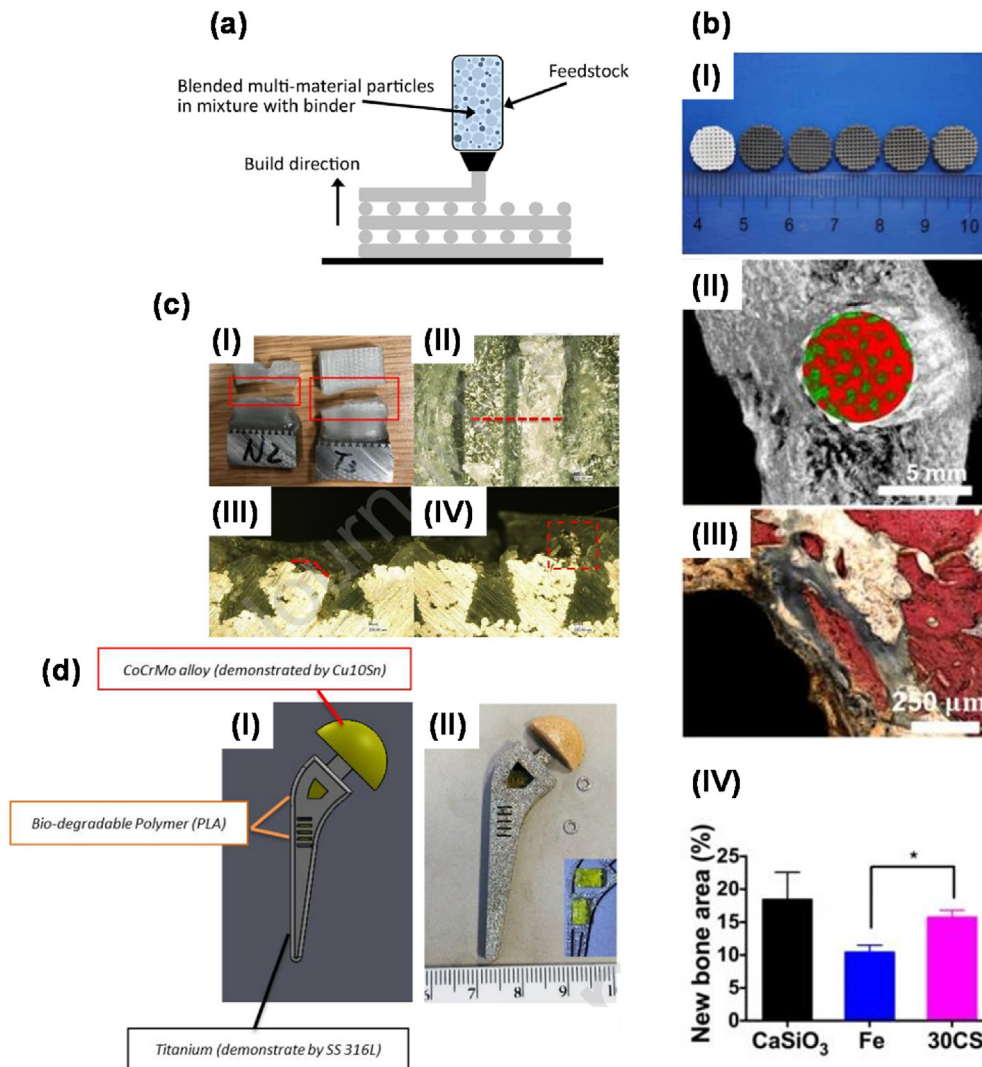 (a)
Blended multi-material particles
in mixture with binder
Feedstock
Build direction
(b)
(I)
4 5 6 7 8 9 10
(II)
5 mm
(III)
250 μm
(IV)
New bone area (%)
25
20
15
10
5
0
*
CaSiO3
Fe
30CS
(c)
(I)
N2
T3
(II)
(III)
(IV)
(d)
CoCrMo alloy (demonstrated by Cu10Sn)
(I)
(II)
Bio-degradable Polymer (PLA)
6 7 8 9
Titanium (demonstrate by SS 316L)